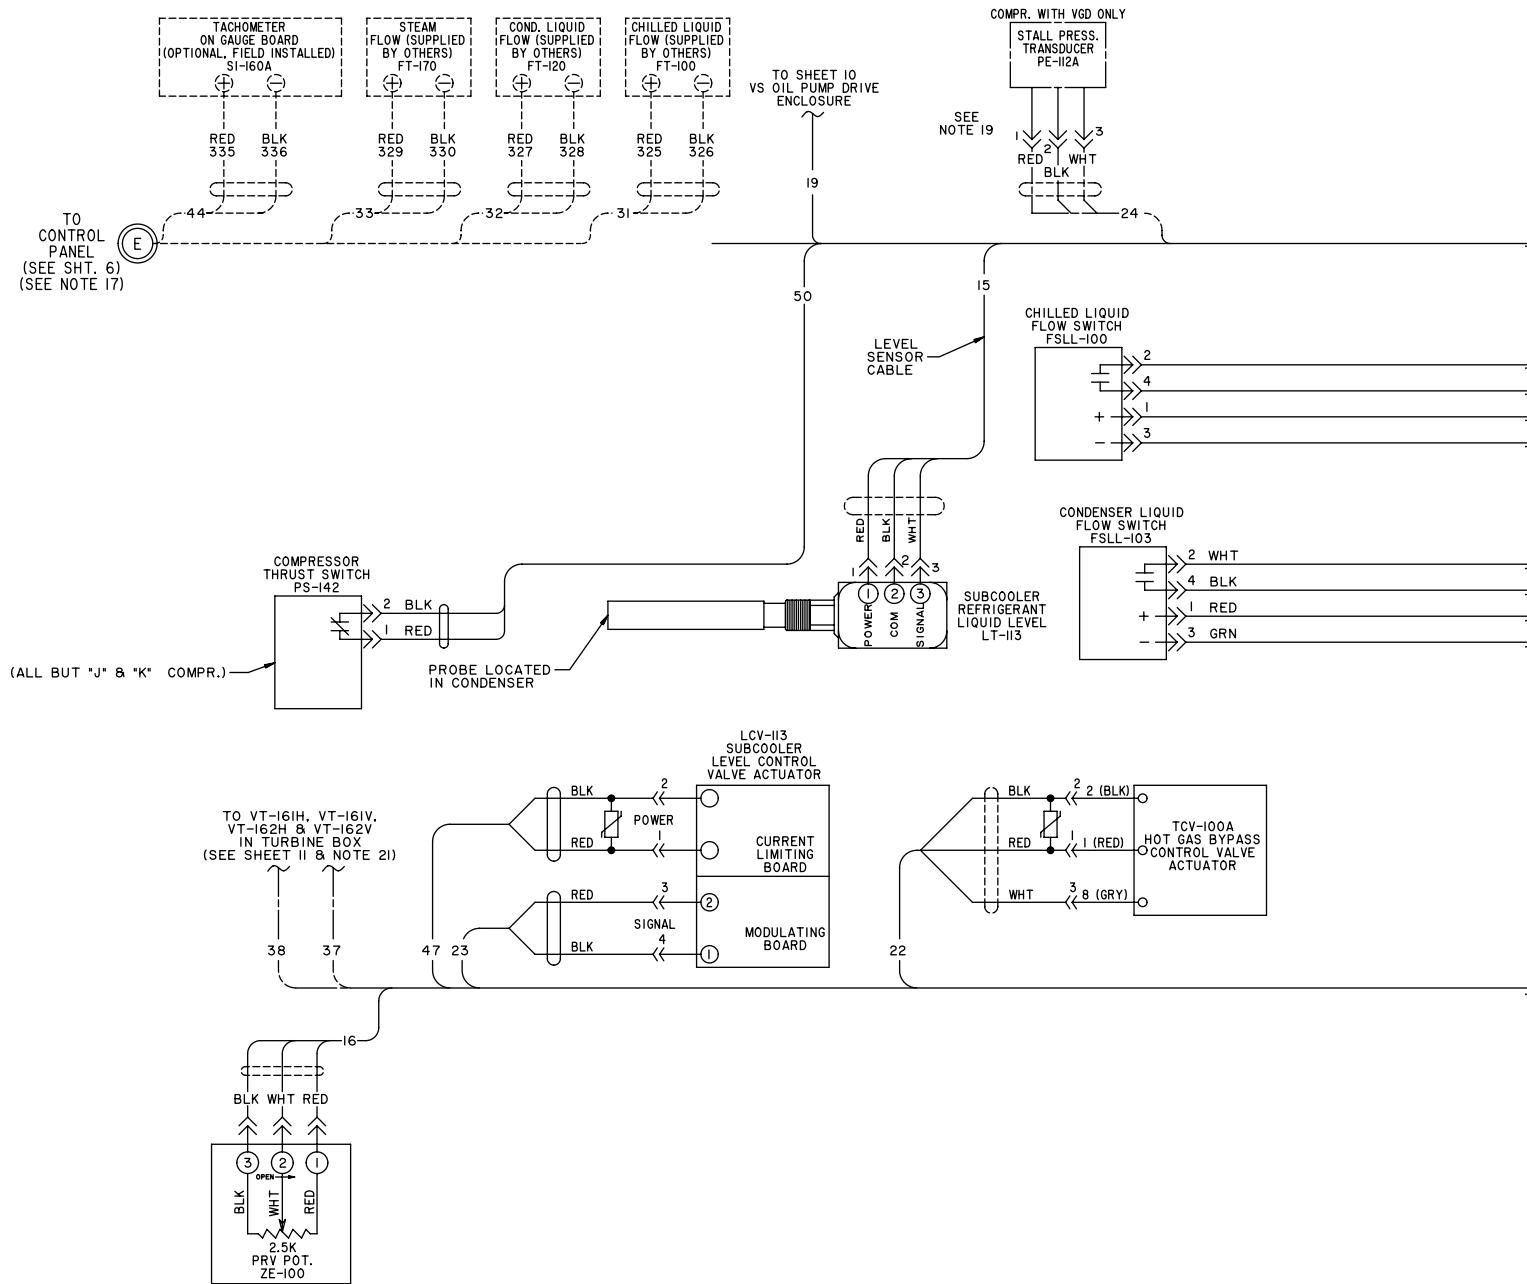 TACHOMETER
ON GAUGE BOARD
(OPTIONAL, FIELD INSTALLED)
SI-160A
+ −
RED
335
BLK
336
STEAM
FLOW (SUPPLIED
BY OTHERS)
FT-170
+ −
RED
329
BLK
330
COND. LIQUID
FLOW (SUPPLIED
BY OTHERS)
FT-120
+ −
RED
327
BLK
328
CHILLED LIQUID
FLOW (SUPPLIED
BY OTHERS)
FT-100
+ −
RED
325
BLK
326
44
33
32
31
TO
CONTROL
PANEL
(SEE SHT. 6)
(SEE NOTE 17)
E
TO SHEET 10
VS OIL PUMP DRIVE
ENCLOSURE
19
COMPR. WITH VGD ONLY
STALL PRESS.
TRANSDUCER
PE-112A
SEE
NOTE 19
1
2
3
RED
BLK
WHT
24
50
15
LEVEL
SENSOR
CABLE
CHILLED LIQUID
FLOW SWITCH
FSLL-100
2
4
+ 1
− 3
RED
BLK
WHT
1
2
3
1
2
3
POWER
COM
SIGNAL
SUBCOOLER
REFRIGERANT
LIQUID LEVEL
LT-113
PROBE LOCATED
IN CONDENSER
CONDENSER LIQUID
FLOW SWITCH
FSLL-103
2 WHT
4 BLK
+ 1 RED
− 3 GRN
COMPRESSOR
THRUST SWITCH
PS-142
2 BLK
1 RED
(ALL BUT "J" & "K" COMPR.)
TO VT-161H, VT-161V,
VT-162H & VT-162V
IN TURBINE BOX
(SEE SHEET 11 & NOTE 21)
38
37
47
23
LCV-113
SUBCOOLER
LEVEL CONTROL
VALVE ACTUATOR
BLK
2
POWER
RED
1
CURRENT
LIMITING
BOARD
RED
3
2
SIGNAL
BLK
4
1
MODULATING
BOARD
22
BLK
2
2 (BLK)
RED
1
1 (RED)
WHT
3
8 (GRY)
TCV-100A
HOT GAS BYPASS
CONTROL VALVE
ACTUATOR
16
BLK WHT RED
3 2 1
OPEN
BLK
WHT
RED
2.5K
PRV POT.
ZE-100